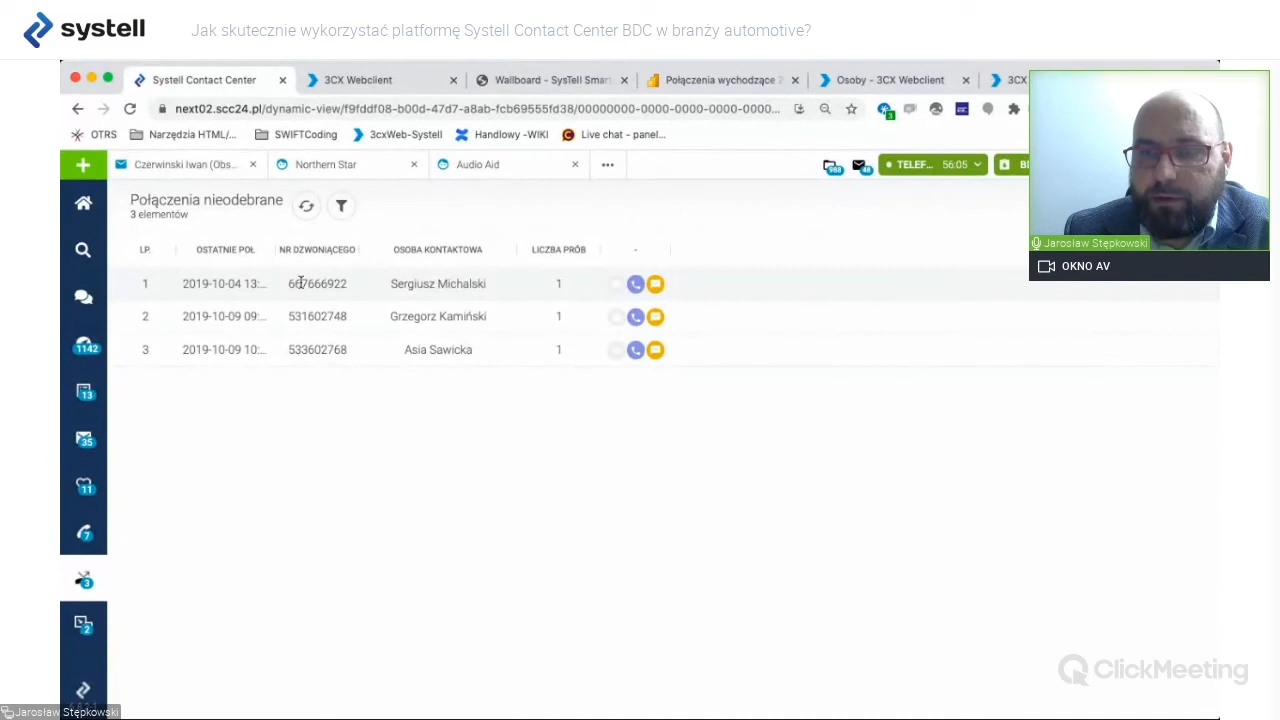 systell
Jak skutecznie wykorzystać platformę Systell Contact Center BDC w branży automotive?
Systell Contact Center
3CX Webclient
Wallboard - SysTell Smar
Połączenia wychodzące
Osoby - 3CX Webclient
3CX
next02.scc24.pl/dynamic-view/f9fddf08-b00d-47d7-a8ab-fcb69555fd38/00000000-0000-0000-0000-0000...
3
OTRS
Narzędzia HTML/...
SWIFTCoding
3cxWeb-Systell
Handlowy -WIKI
Live chat - panel...
Czerwinski Iwan (Obs...
Northern Star
Audio Aid
988
48
TELEF... 56:05
Połączenia nieodebrane
3 elementów
LP. OSTATNIE POŁ. NR DZWONIĄCEGO OSOBA KONTAKTOWA LICZBA PRÓB -
1 2019-10-04 13:... 667666922 Sergiusz Michalski 1
2 2019-10-09 09:... 531602748 Grzegorz Kamiński 1
3 2019-10-09 10:... 533602768 Asia Sawicka 1
1142
13
35
11
7
3
2
Jarosław Stępkowski
OKNO AV
ClickMeeting
Jarosław Stępkowski